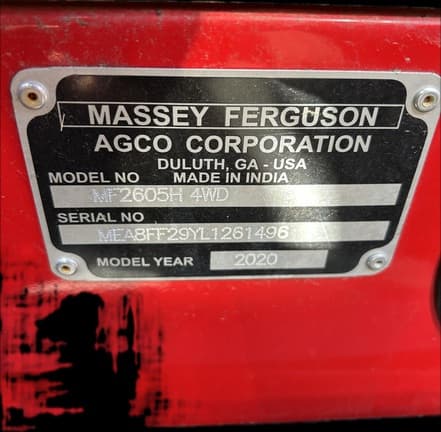 MASSEY FERGUSON
AGCO CORPORATION
DULUTH, GA - USA
MODEL NO MADE IN INDIA
MF2605H 4WD
SERIAL NO
MEA8FF29YL1261496
MODEL YEAR 2020